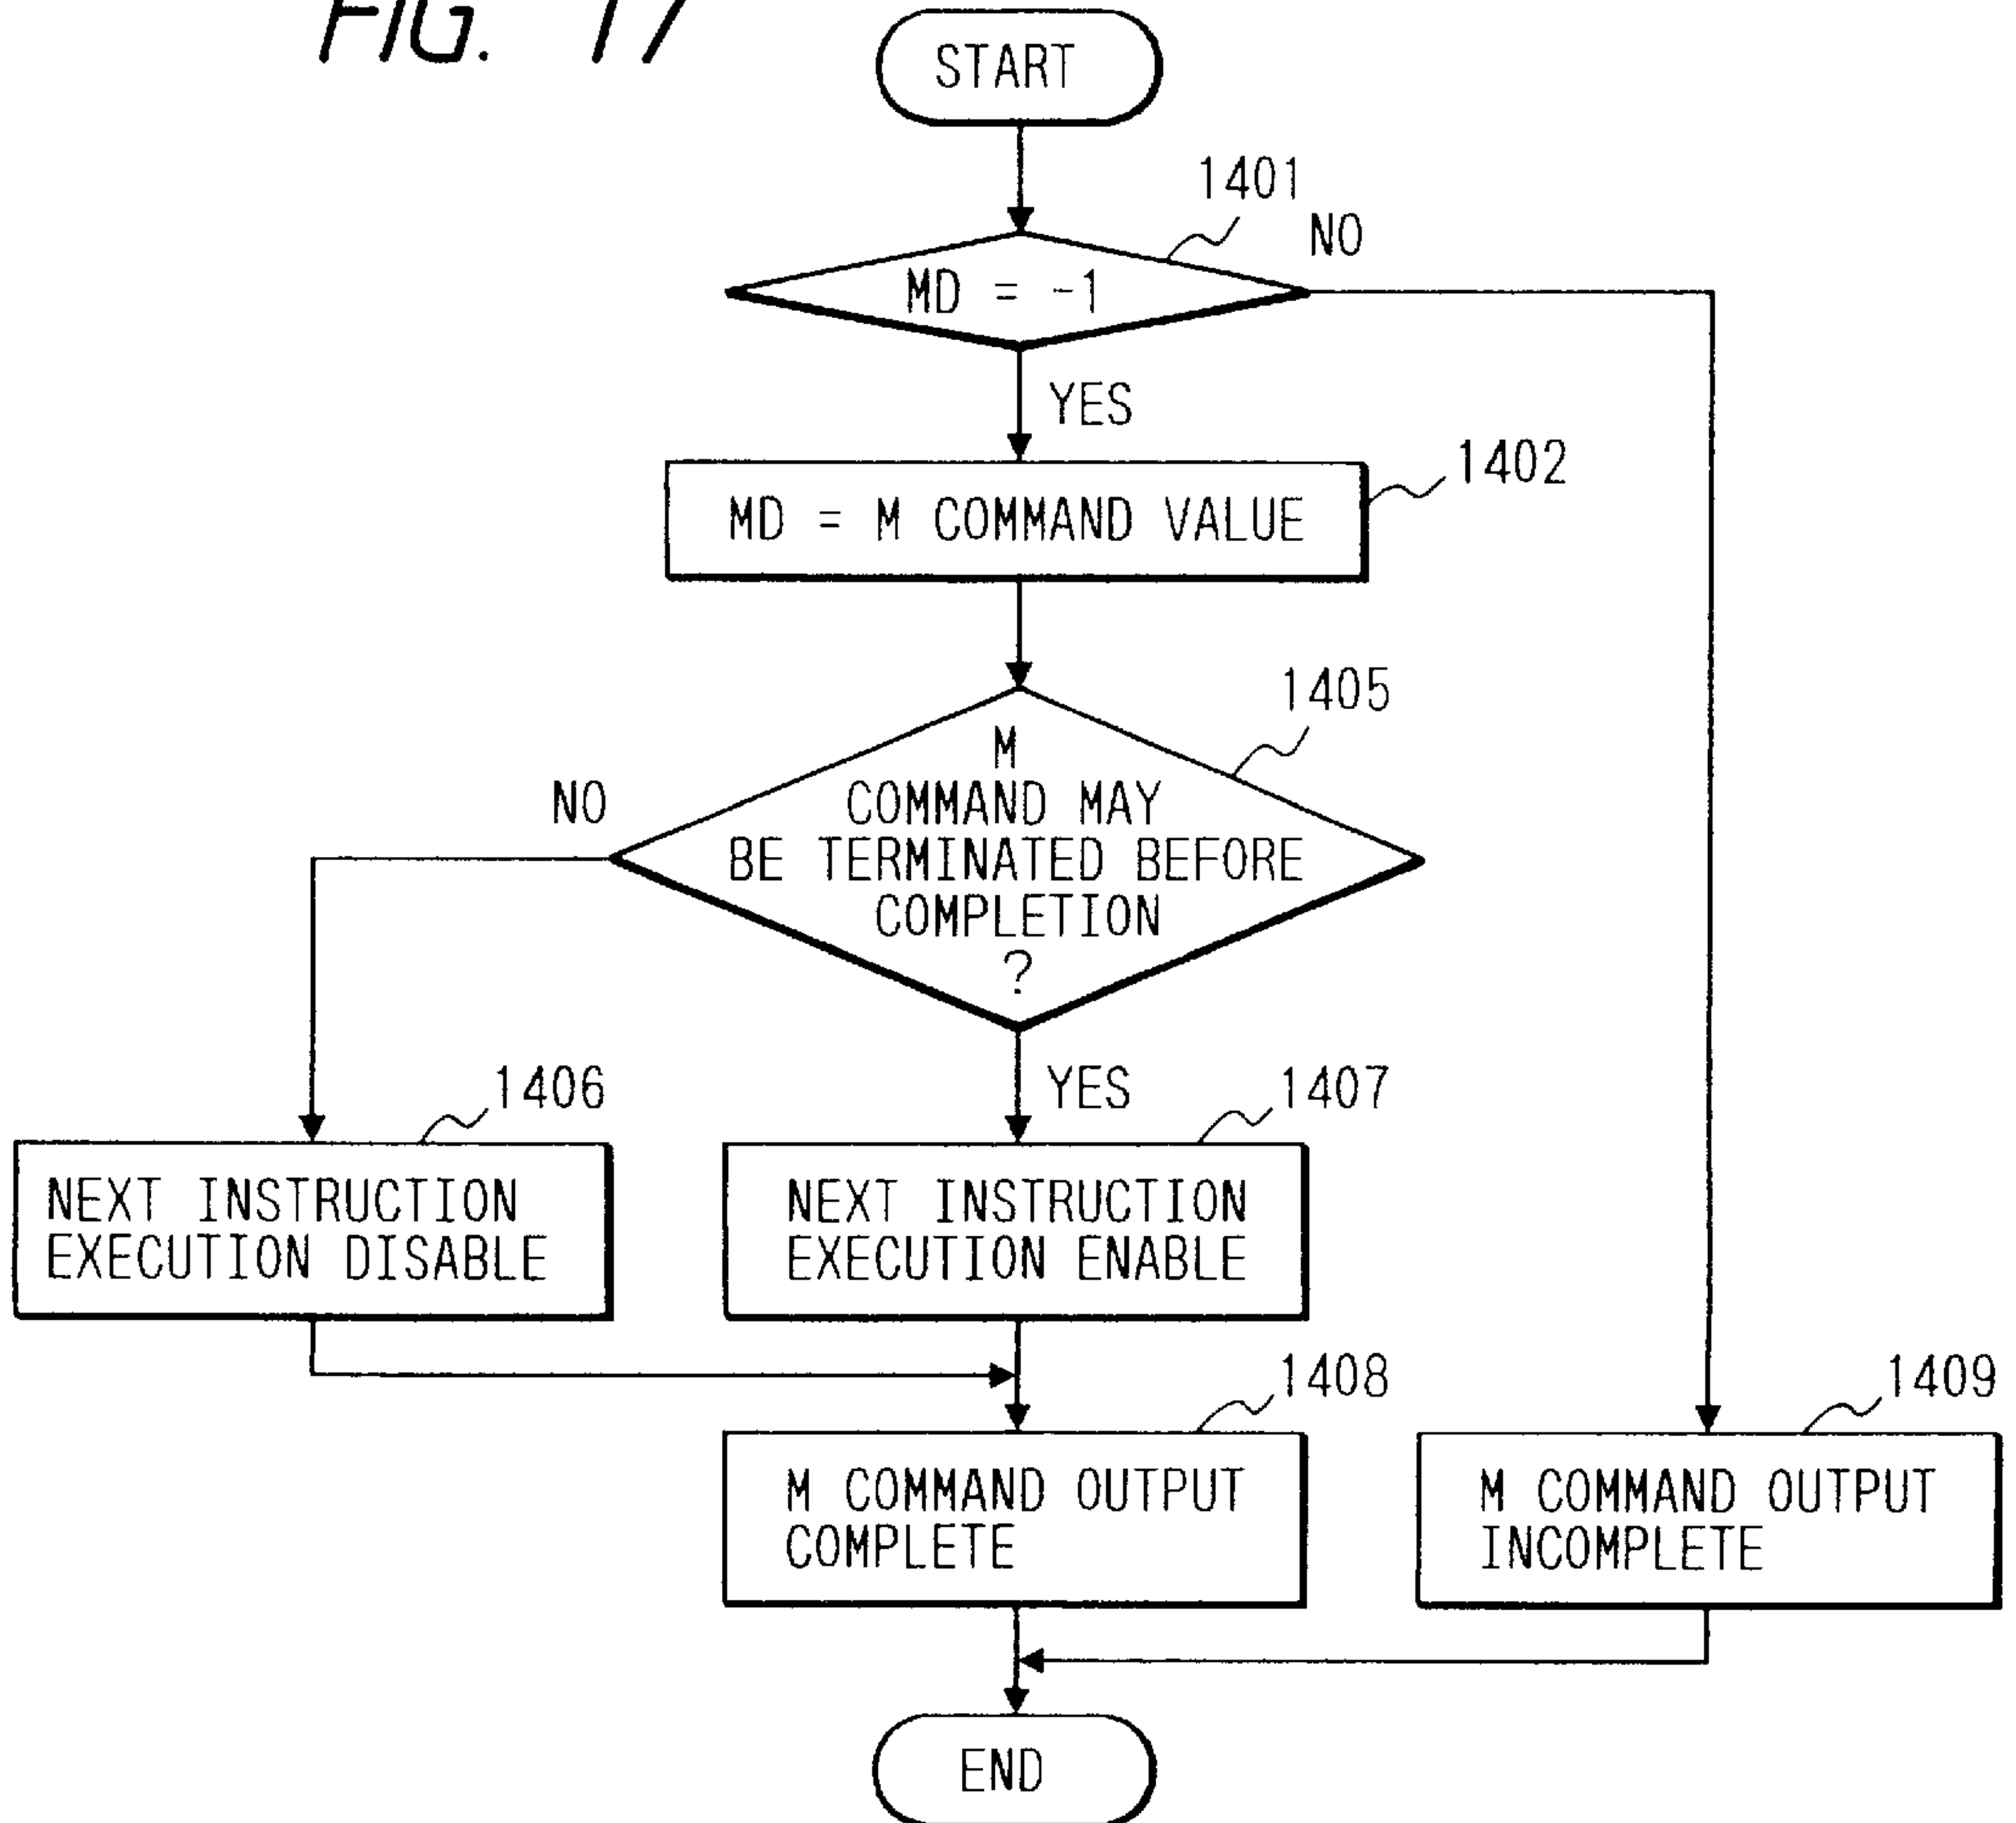 FIG. 17
START
1401
NO
MD = -1
YES
1402
MD = M COMMAND VALUE
1405
M
COMMAND MAY
BE TERMINATED BEFORE
COMPLETION
?
NO
YES
1406
1407
NEXT INSTRUCTION
EXECUTION DISABLE
NEXT INSTRUCTION
EXECUTION ENABLE
1408
1409
M COMMAND OUTPUT
COMPLETE
M COMMAND OUTPUT
INCOMPLETE
END